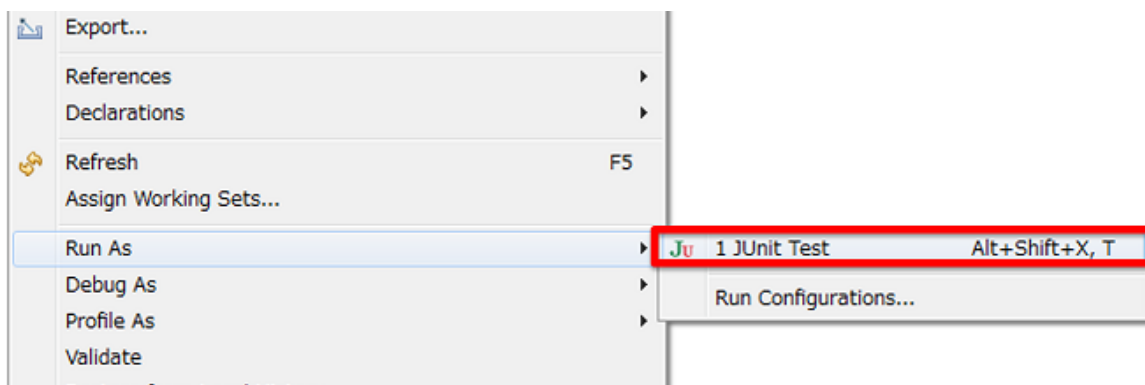 Export...
References
Declarations
Refresh F5
Assign Working Sets...
Run As
JU 1 JUnit Test Alt+Shift+X, T
Debug As
Run Configurations...
Profile As
Validate